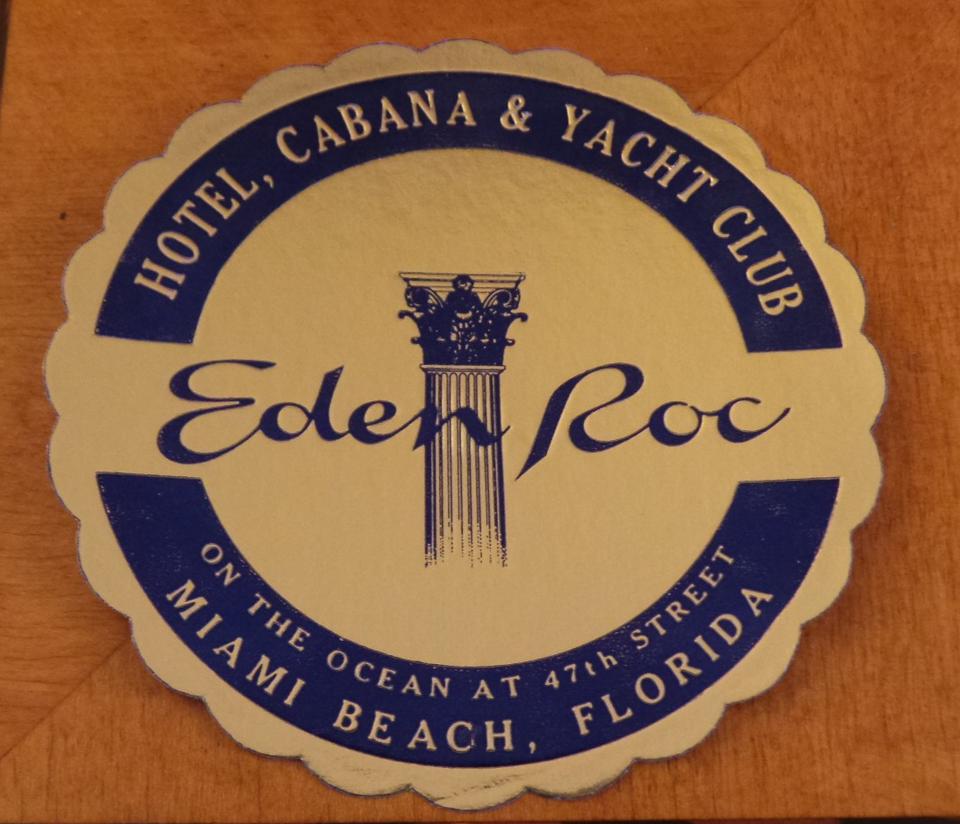 HOTEL, CABANA & YACHT CLUB
Eden Roc
ON THE OCEAN AT 47th STREET
MIAMI BEACH, FLORIDA